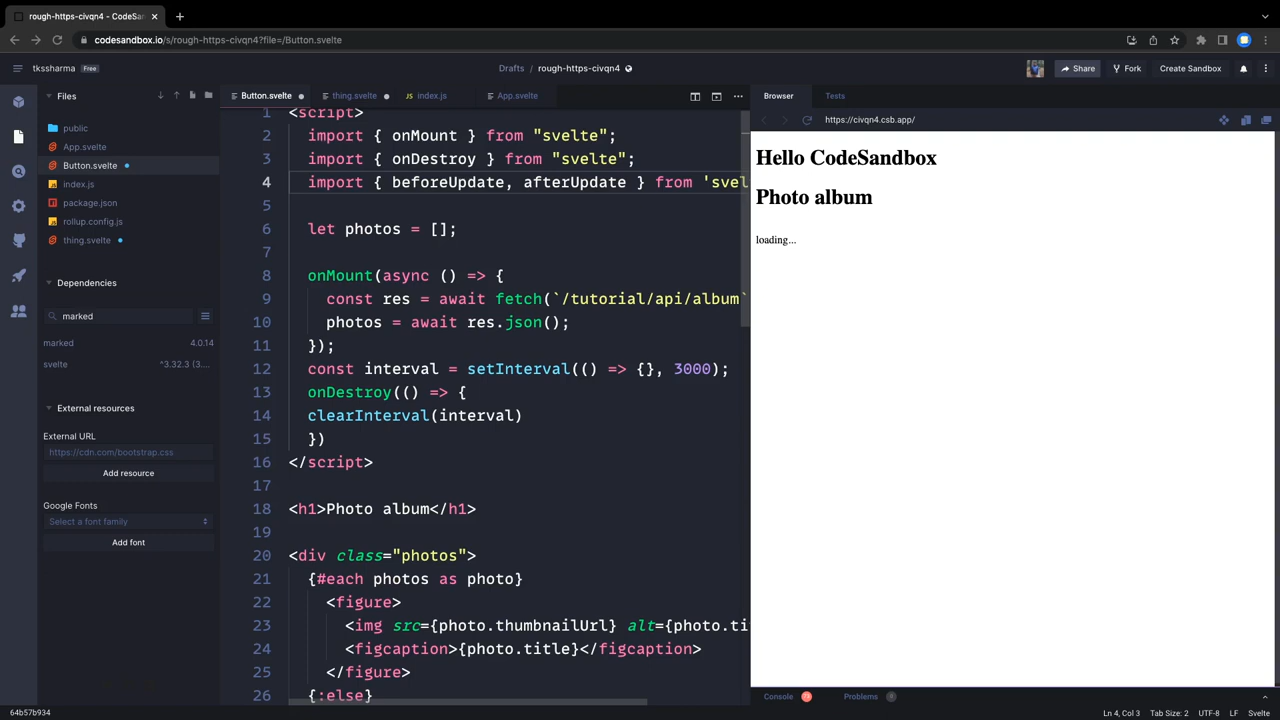 rough-https-civqn4 - CodeSan
codesandbox.io/s/rough-https-civqn4?file=/Button.svelte
tkssharma Free
Drafts / rough-https-civqn4
Share
Fork
Create Sandbox
Files
public
App.svelte
Button.svelte
index.js
package.json
rollup.config.js
thing.svelte
Dependencies
marked
marked 4.0.14
svelte ^3.32.3 (3....
External resources
External URL
https://cdn.com/bootstrap.css
Add resource
Google Fonts
Select a font family
Add font
Button.svelte
thing.svelte
index.js
App.svelte
1 <script>
2 import { onMount } from "svelte";
3 import { onDestroy } from "svelte";
4 import { beforeUpdate, afterUpdate } from 'svel
5
6 let photos = [];
7
8 onMount(async () => {
9 const res = await fetch(`/tutorial/api/album`
10 photos = await res.json();
11 });
12 const interval = setInterval(() => {}, 3000);
13 onDestroy(() => {
14 clearInterval(interval)
15 })
16 </script>
17
18 <h1>Photo album</h1>
19
20 <div class="photos">
21 {#each photos as photo}
22 <figure>
23 <img src={photo.thumbnailUrl} alt={photo.ti
24 <figcaption>{photo.title}</figcaption>
25 </figure>
26 {:else}
Browser
Tests
https://civqn4.csb.app/
Hello CodeSandbox
Photo album
loading...
Console
Problems
64b57b934
Ln 4, Col 3 Tab Size: 2 UTF-8 LF Svelte